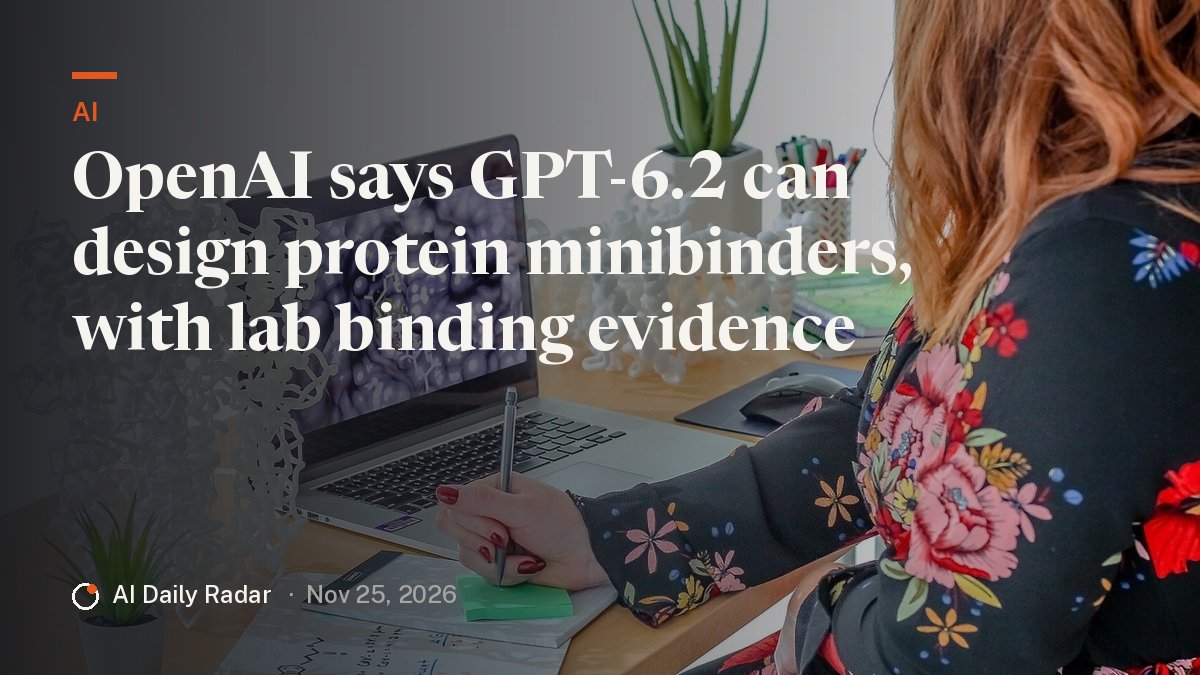 AI
OpenAI says GPT-6.2 can
design protein minibinders,
with lab binding evidence
AI Daily Radar · Nov 25, 2026